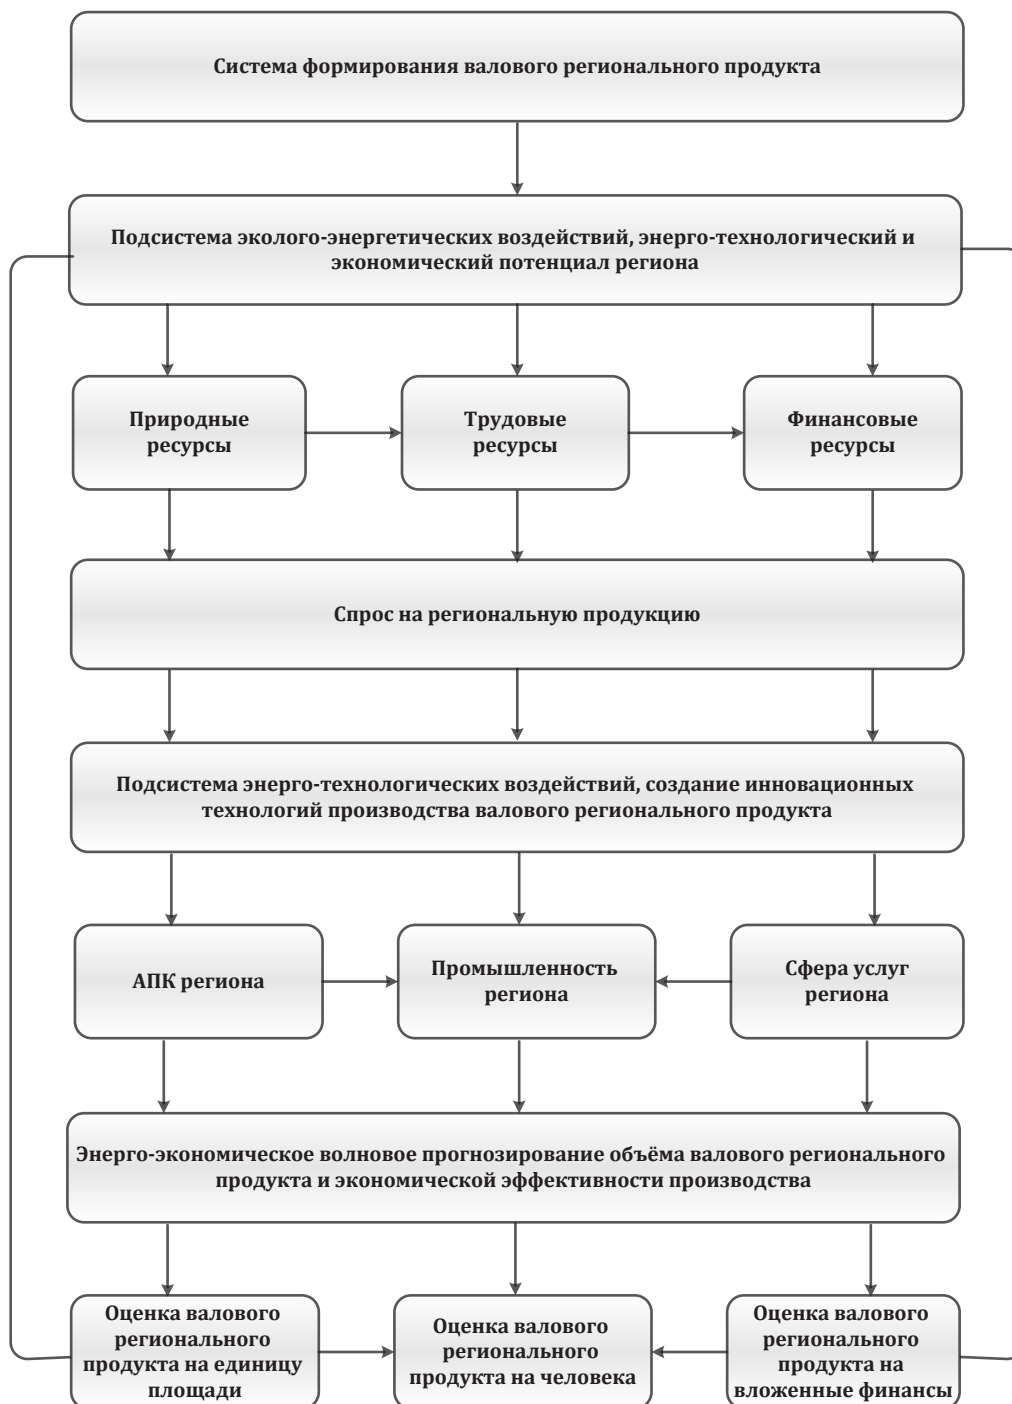 Система формирования валового регионального продукта
Подсистема эколого-энергетических воздействий, энерго-технологический и
экономический потенциал региона
Природные
ресурсы
Трудовые
ресурсы
Финансовые
ресурсы
Спрос на региональную продукцию
Подсистема энерго-технологических воздействий, создание инновационных
технологий производства валового регионального продукта
АПК региона
Промышленность
региона
Сфера услуг
региона
Энерго-экономическое волновое прогнозирование объёма валового регионального
продукта и экономической эффективности производства
Оценка валового
регионального
продукта на единицу
площади
Оценка валового
регионального
продукта на человека
Оценка валового
регионального
продукта на
вложенные финансы